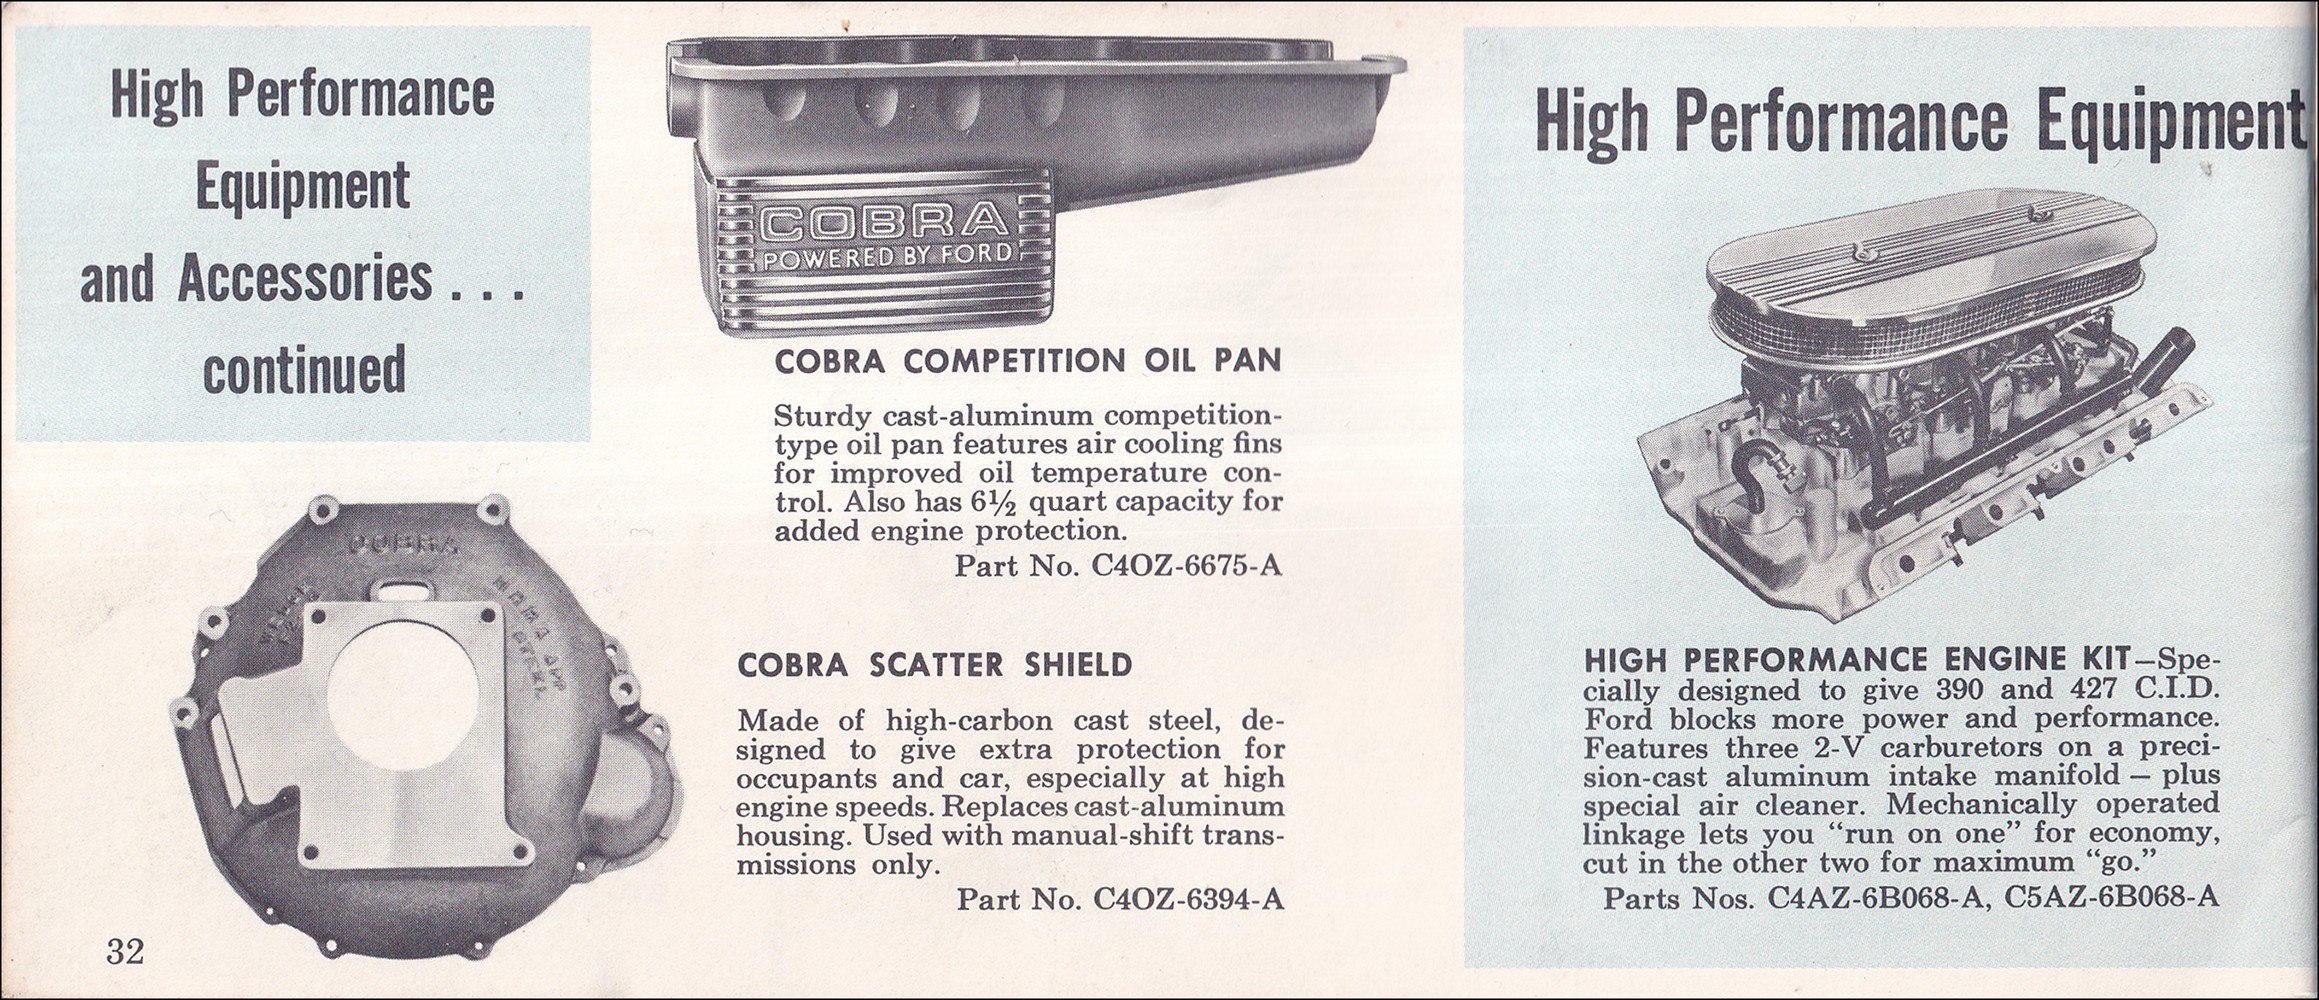 High Performance
Equipment
and Accessories . . .
continued
COBRA
POWERED BY FORD
COBRA COMPETITION OIL PAN
Sturdy cast-aluminum competition-
type oil pan features air cooling fins
for improved oil temperature con-
trol. Also has 6½ quart capacity for
added engine protection.
Part No. C4OZ-6675-A
COBRA
COBRA SCATTER SHIELD
Made of high-carbon cast steel, de-
signed to give extra protection for
occupants and car, especially at high
engine speeds. Replaces cast-aluminum
housing. Used with manual-shift trans-
missions only.
Part No. C4OZ-6394-A
32
High Performance Equipment
HIGH PERFORMANCE ENGINE KIT—Spe-
cially designed to give 390 and 427 C.I.D.
Ford blocks more power and performance.
Features three 2-V carburetors on a preci-
sion-cast aluminum intake manifold — plus
special air cleaner. Mechanically operated
linkage lets you “run on one” for economy,
cut in the other two for maximum “go.”
Parts Nos. C4AZ-6B068-A, C5AZ-6B068-A